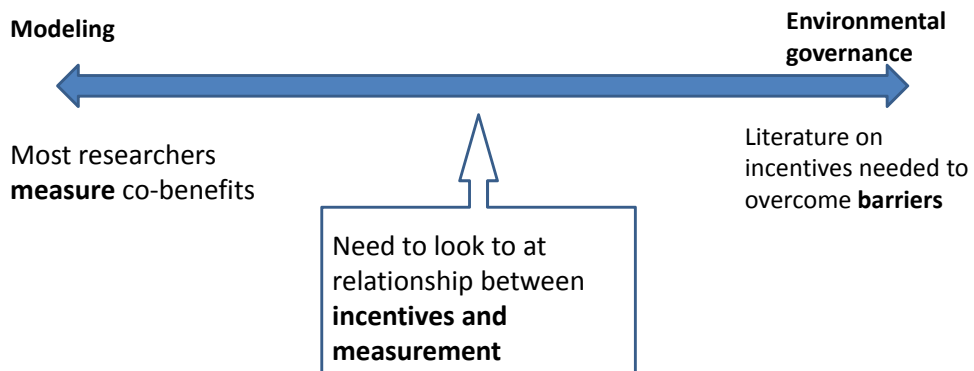 Modeling
Environmental
governance
Most researchers
measure co-benefits
Literature on
incentives needed to
overcome barriers
Need to look to at
relationship between
incentives and
measurement